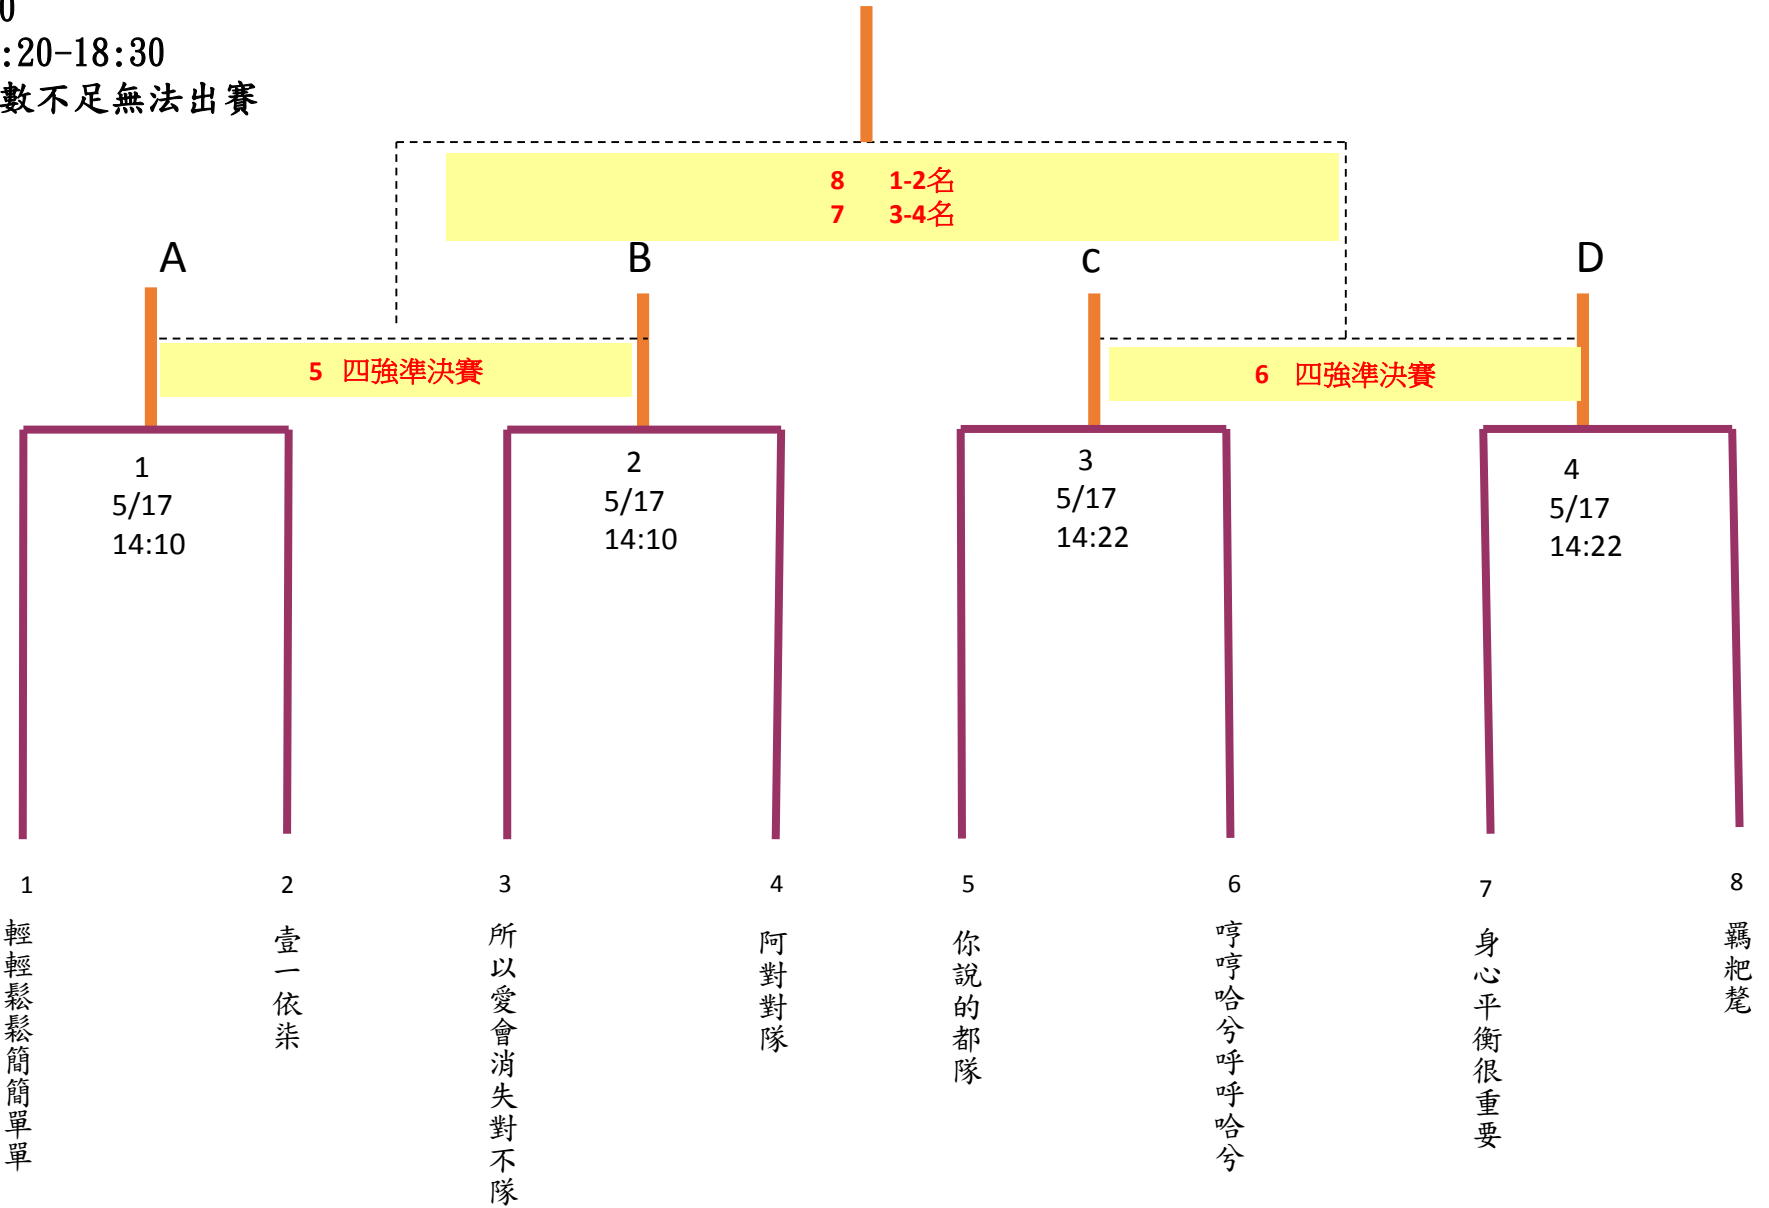 0
:20-18:30
數不足無法出賽
8 1-2名
7 3-4名
A
B
c
D
5 四強準決賽
6 四強準決賽
1
5/17
14:10
2
5/17
14:10
3
5/17
14:22
4
5/17
14:22
1
2
3
4
5
6
7
8
輕輕鬆鬆簡簡單單
壹一依柒
所以愛會消失對不隊
阿對對隊
你說的都隊
哼哼哈兮呼呼哈兮
身心平衡很重要
羈粑髦